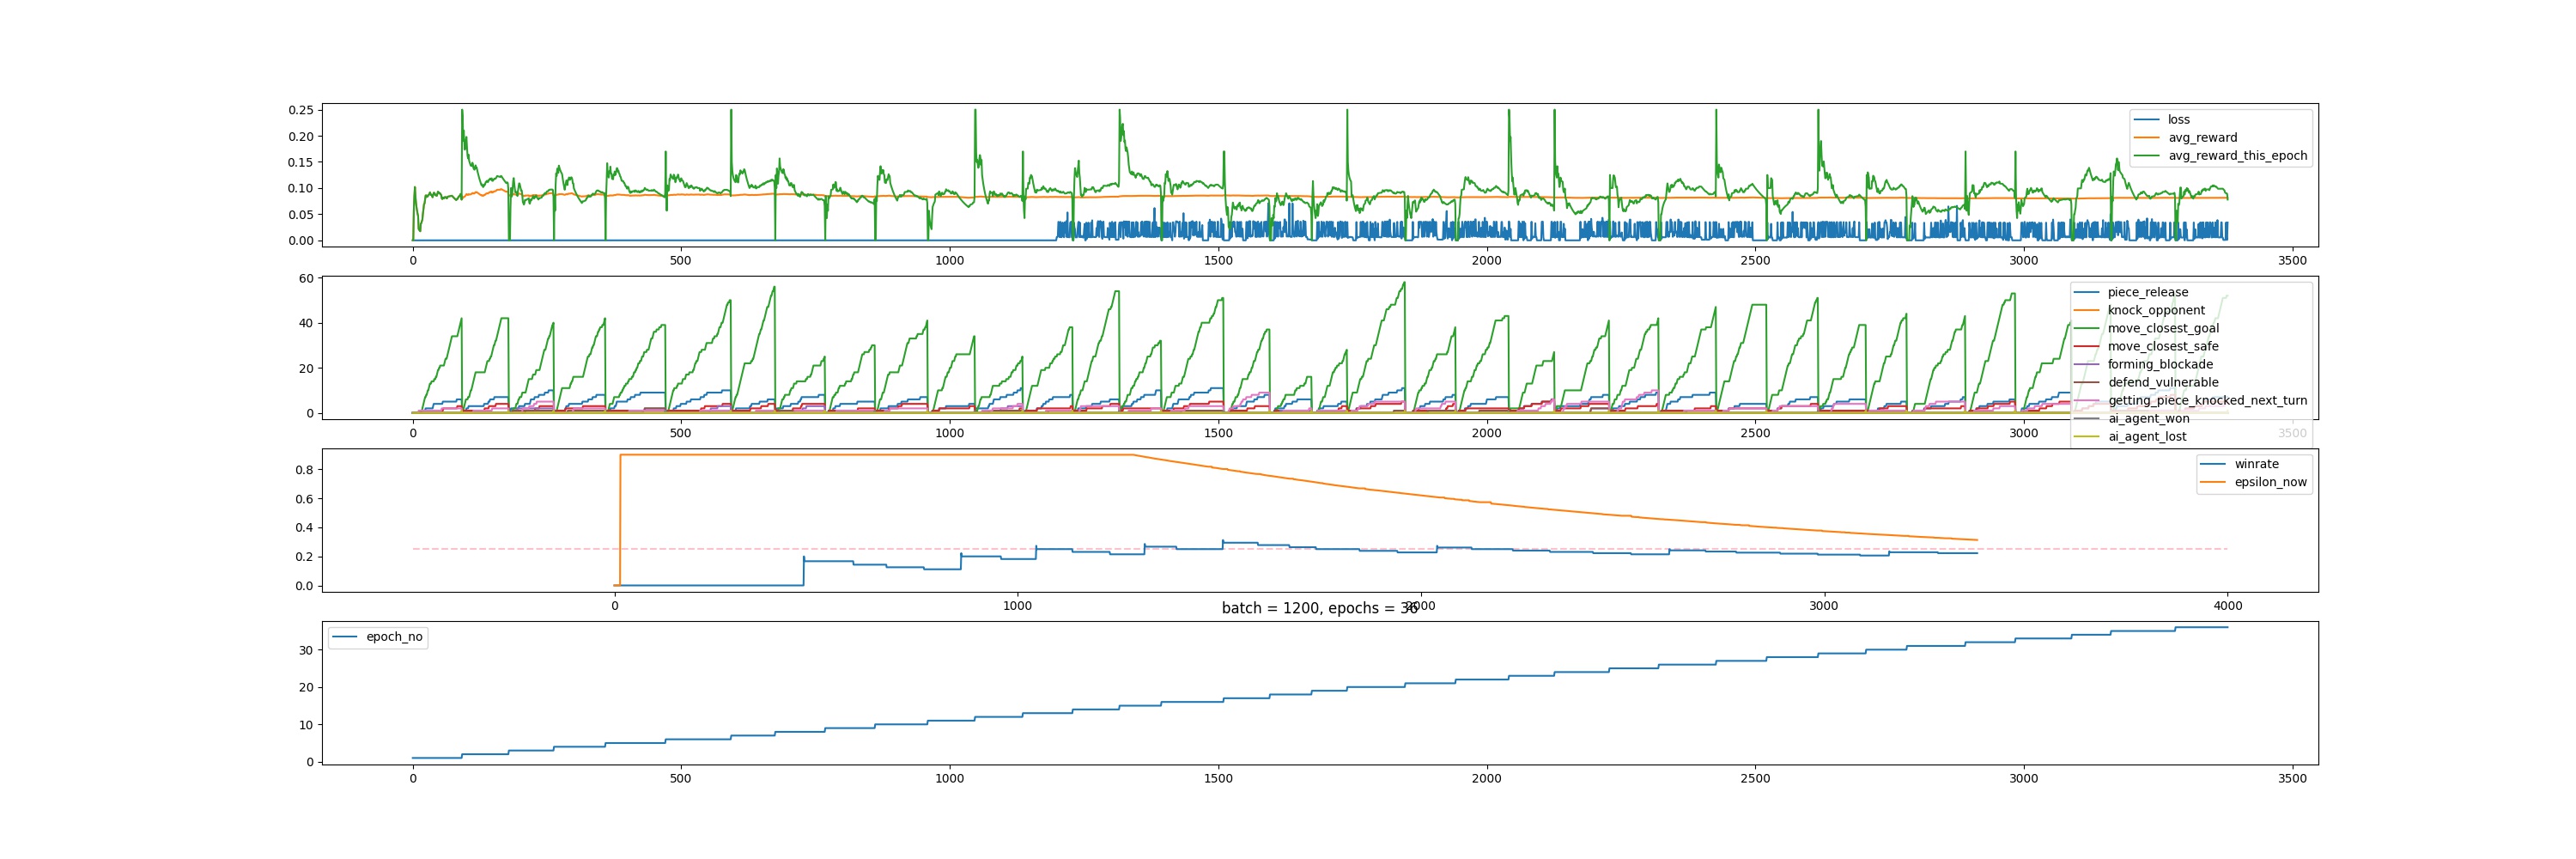 0.25
0.20
0.15
0.10
0.05
0.00
loss
avg_reward
avg_reward_this_epoch
0 500 1000 1500 2000 2500 3000 3500
60
40
20
0
piece_release
knock_opponent
move_closest_goal
move_closest_safe
forming_blockade
defend_vulnerable
getting_piece_knocked_next_turn
ai_agent_won
ai_agent_lost
0 500 1000 1500 2000 2500 3000 3500
0.8
0.6
0.4
0.2
0.0
winrate
epsilon_now
0 1000 2000 3000 4000
batch = 1200, epochs = 36
30
20
10
0
epoch_no
0 500 1000 1500 2000 2500 3000 3500